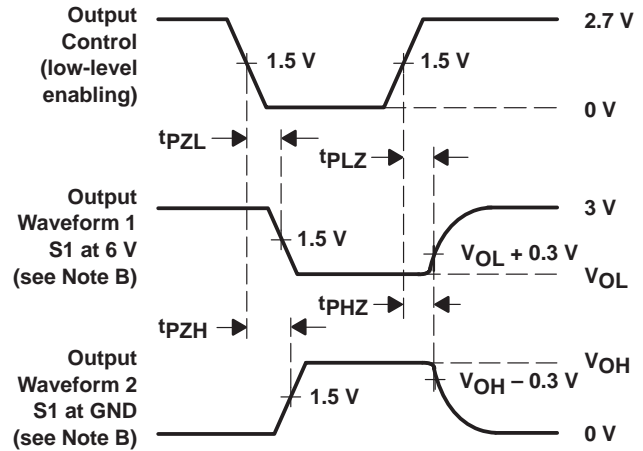 Output
Control
(low-level
enabling)
1.5 V
1.5 V
2.7 V
0 V
tPZL
tPLZ
Output
Waveform 1
S1 at 6 V
(see Note B)
1.5 V
3 V
VOL + 0.3 V
VOL
tPZH
tPHZ
Output
Waveform 2
S1 at GND
(see Note B)
1.5 V
VOH
VOH – 0.3 V
0 V